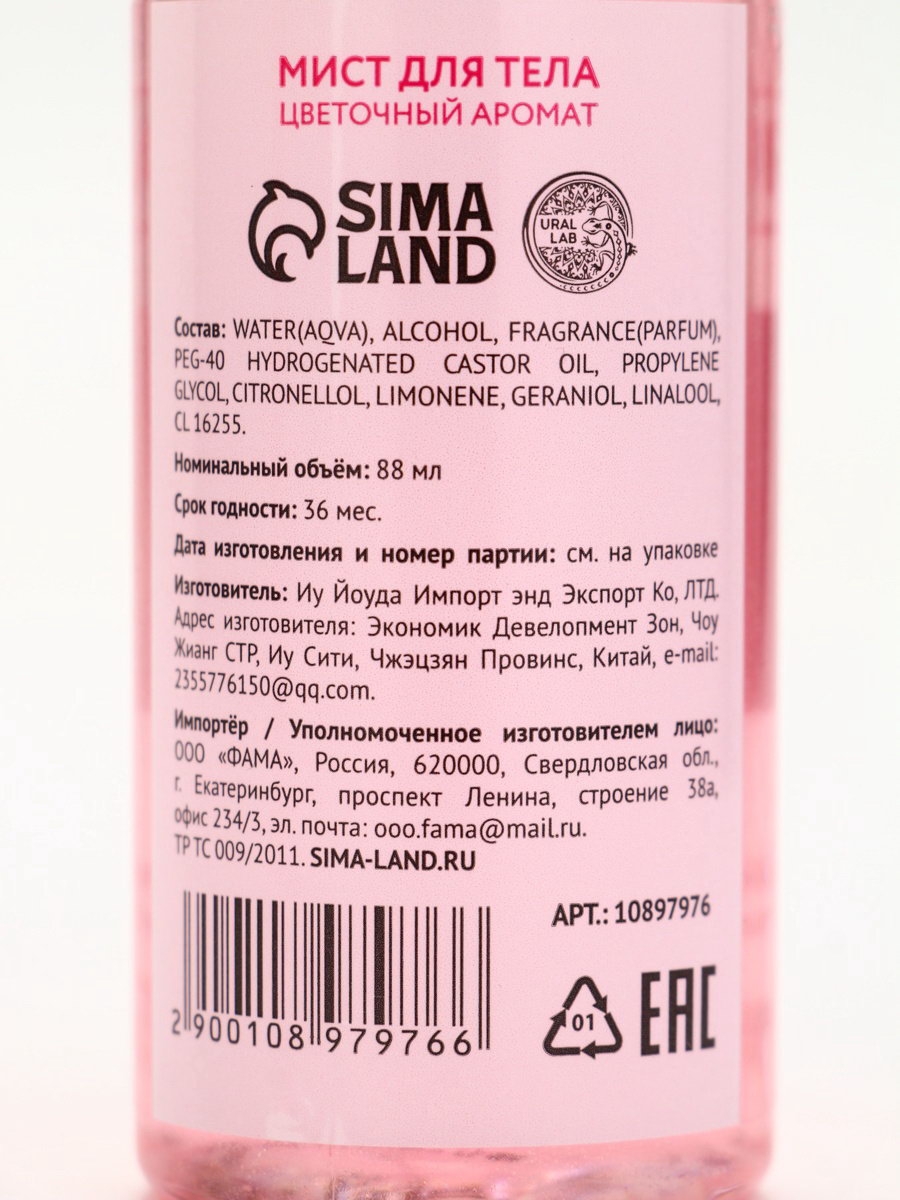 МИСТ ДЛЯ ТЕЛА
ЦВЕТОЧНЫЙ АРОМАТ
SIMA
LAND
URAL
LAB
Состав: WATER(AQVA), ALCOHOL, FRAGRANCE(PARFUM),
PEG-40 HYDROGENATED CASTOR OIL, PROPYLENE
GLYCOL, CITRONELLOL, LIMONENE, GERANIOL, LINALOOL,
CL 16255.
Номинальный объём: 88 мл
Срок годности: 36 мес.
Дата изготовления и номер партии: см. на упаковке
Изготовитель: Иу Йоуда Импорт энд Экспорт Ко, ЛТД.
Адрес изготовителя: Экономик Девелопмент Зон, Чоу
Жианг СТР, Иу Сити, Чжэцзян Провинс, Китай, e-mail:
2355776150@qq.com.
Импортёр / Уполномоченное изготовителем лицо:
ООО «ФАМА», Россия, 620000, Свердловская обл.,
г. Екатеринбург, проспект Ленина, строение 38а,
офис 234/3, эл. почта: ooo.fama@mail.ru.
ТР ТС 009/2011. SIMA-LAND.RU
АРТ.: 10897976
2 900108 979766
01
EAC